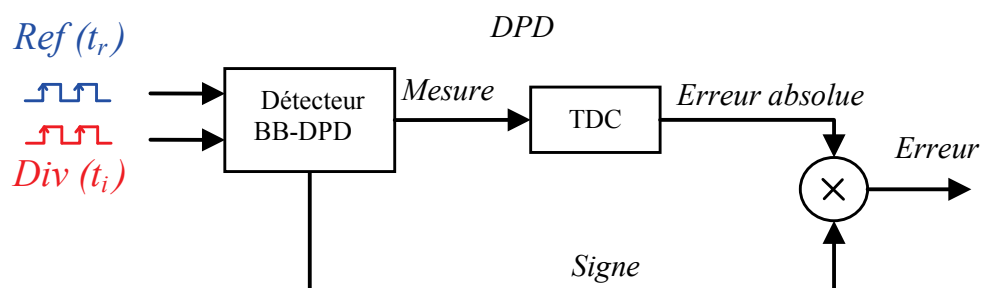 DPD
Ref (tr)
Div (ti)
Détecteur
BB-DPD
Mesure
TDC
Erreur absolue
Erreur
Signe